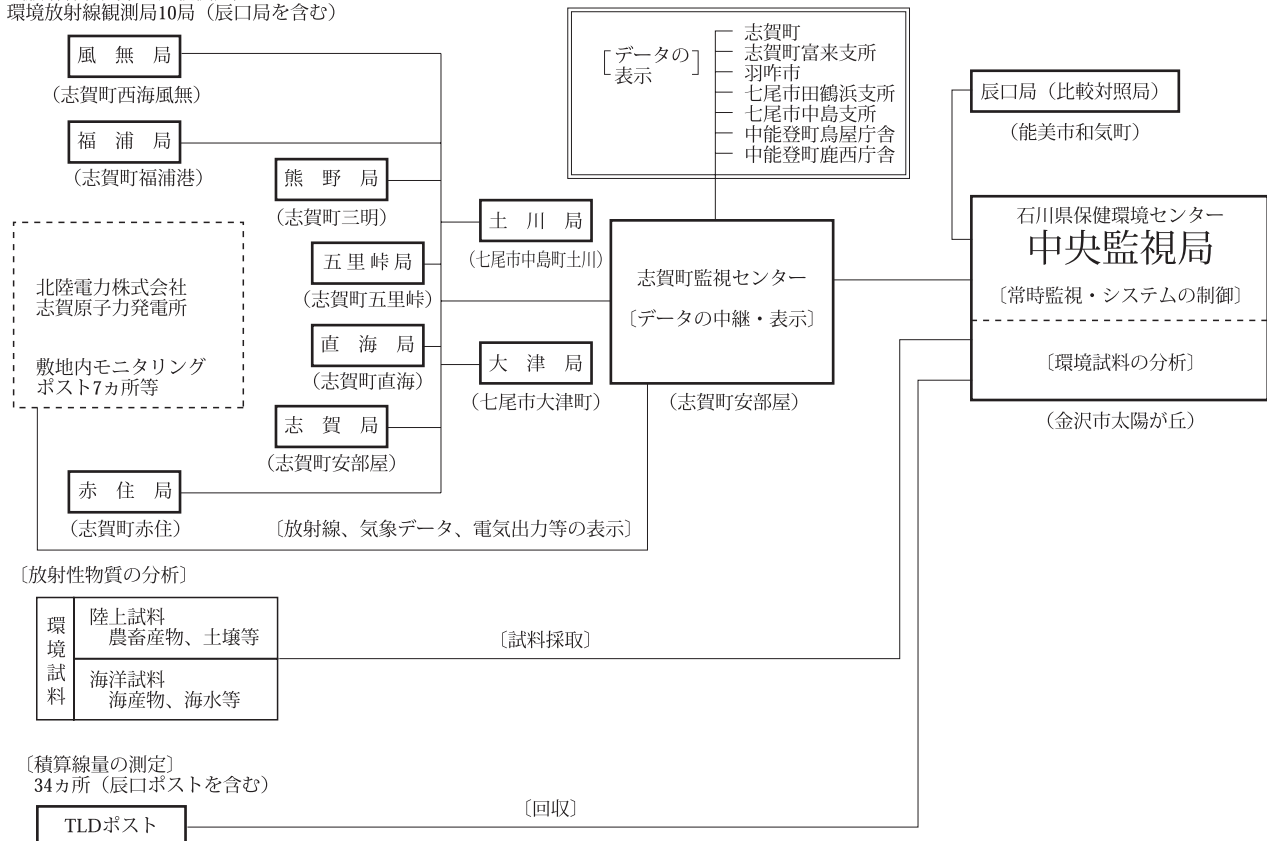 環境放射線観測局10局（辰口局を含む）
風 無 局
（志賀町西海風無）
福 浦 局
（志賀町福浦港）
熊 野 局
（志賀町三明）
土 川 局
（七尾市中島町土川）
五里峠局
（志賀町五里峠）
直 海 局
（志賀町直海）
大 津 局
（七尾市大津町）
志 賀 局
（志賀町安部屋）
赤 住 局
（志賀町赤住）
北陸電力株式会社
志賀原子力発電所
敷地内モニタリング
ポスト7ヵ所等
〔放射線、気象データ、電気出力等の表示〕
［データの］
表示
志賀町
志賀町富来支所
羽咋市
七尾市田鶴浜支所
七尾市中島支所
中能登町鳥屋庁舎
中能登町鹿西庁舎
志賀町監視センター
〔データの中継・表示〕
（志賀町安部屋）
辰口局（比較対照局）
（能美市和気町）
石川県保健環境センター
中央監視局
〔常時監視・システムの制御〕
〔環境試料の分析〕
（金沢市太陽が丘）
〔放射性物質の分析〕
環境試料
陸上試料
農畜産物、土壌等
海洋試料
海産物、海水等
〔試料採取〕
〔積算線量の測定〕
34ヵ所（辰口ポストを含む）
TLDポスト
〔回収〕